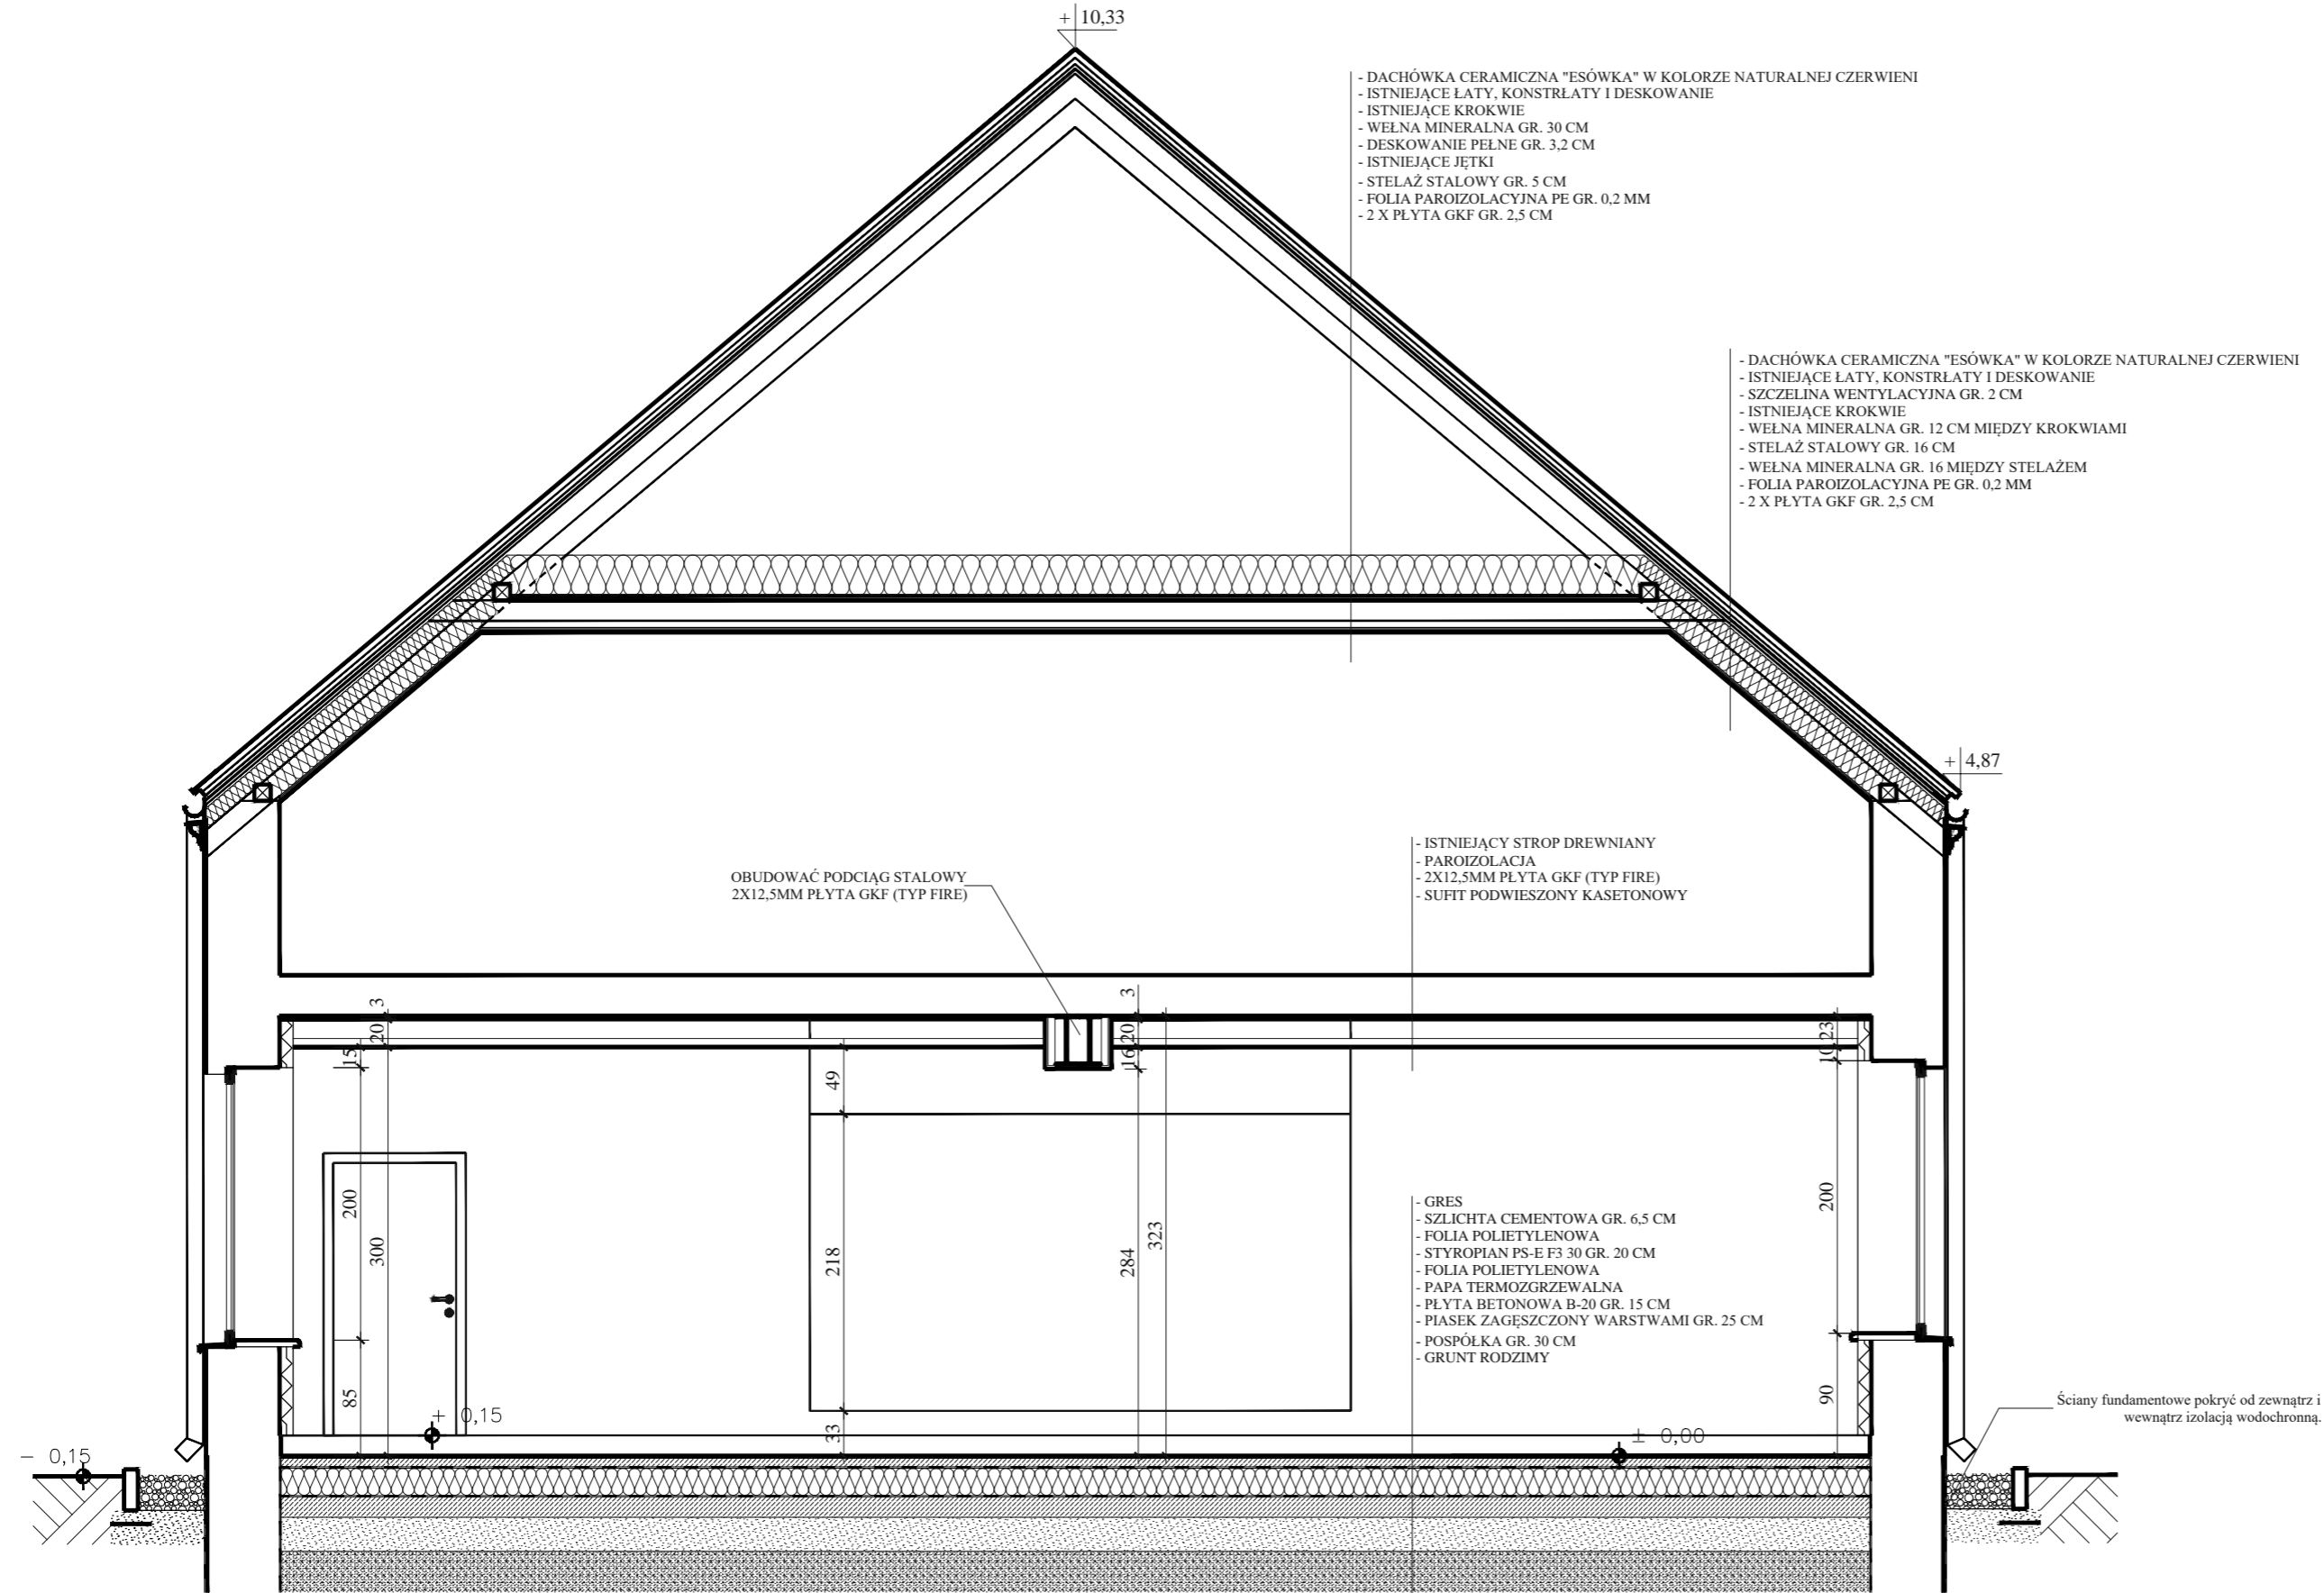 + 10,33
- DACHÓWKA CERAMICZNA "ESÓWKA" W KOLORZE NATURALNEJ CZERWIENI
- ISTNIEJĄCE ŁATY, KONSTRŁATY I DESKOWANIE
- ISTNIEJĄCE KROKWIE
- WEŁNA MINERALNA GR. 30 CM
- DESKOWANIE PEŁNE GR. 3,2 CM
- ISTNIEJĄCE JĘTKI
- STELAŻ STALOWY GR. 5 CM
- FOLIA PAROIZOLACYJNA PE GR. 0,2 MM
- 2 X PŁYTA GKF GR. 2,5 CM
- DACHÓWKA CERAMICZNA "ESÓWKA" W KOLORZE NATURALNEJ CZERWIENI
- ISTNIEJĄCE ŁATY, KONSTRŁATY I DESKOWANIE
- SZCZELINA WENTYLACYJNA GR. 2 CM
- ISTNIEJĄCE KROKWIE
- WEŁNA MINERALNA GR. 12 CM MIĘDZY KROKWIAMI
- STELAŻ STALOWY GR. 16 CM
- WEŁNA MINERALNA GR. 16 MIĘDZY STELAŻEM
- FOLIA PAROIZOLACYJNA PE GR. 0,2 MM
- 2 X PŁYTA GKF GR. 2,5 CM
+ 4,87
OBUDOWAĆ PODCIĄG STALOWY
2X12,5MM PŁYTA GKF (TYP FIRE)
- ISTNIEJĄCY STROP DREWNIANY
- PAROIZOLACJA
- 2X12,5MM PŁYTA GKF (TYP FIRE)
- SUFIT PODWIESZONY KASETONOWY
3
20
15
200
300
85
49
218
33
3
20
16
284
323
23
10
200
90
- GRES
- SZLICHTA CEMENTOWA GR. 6,5 CM
- FOLIA POLIETYLENOWA
- STYROPIAN PS-E F3 30 GR. 20 CM
- FOLIA POLIETYLENOWA
- PAPA TERMOZGRZEWALNA
- PŁYTA BETONOWA B-20 GR. 15 CM
- PIASEK ZAGĘSZCZONY WARSTWAMI GR. 25 CM
- POSPÓŁKA GR. 30 CM
- GRUNT RODZIMY
+ 0,15
± 0,00
- 0,15
Ściany fundamentowe pokryć od zewnątrz i
wewnątrz izolacją wodochronną.